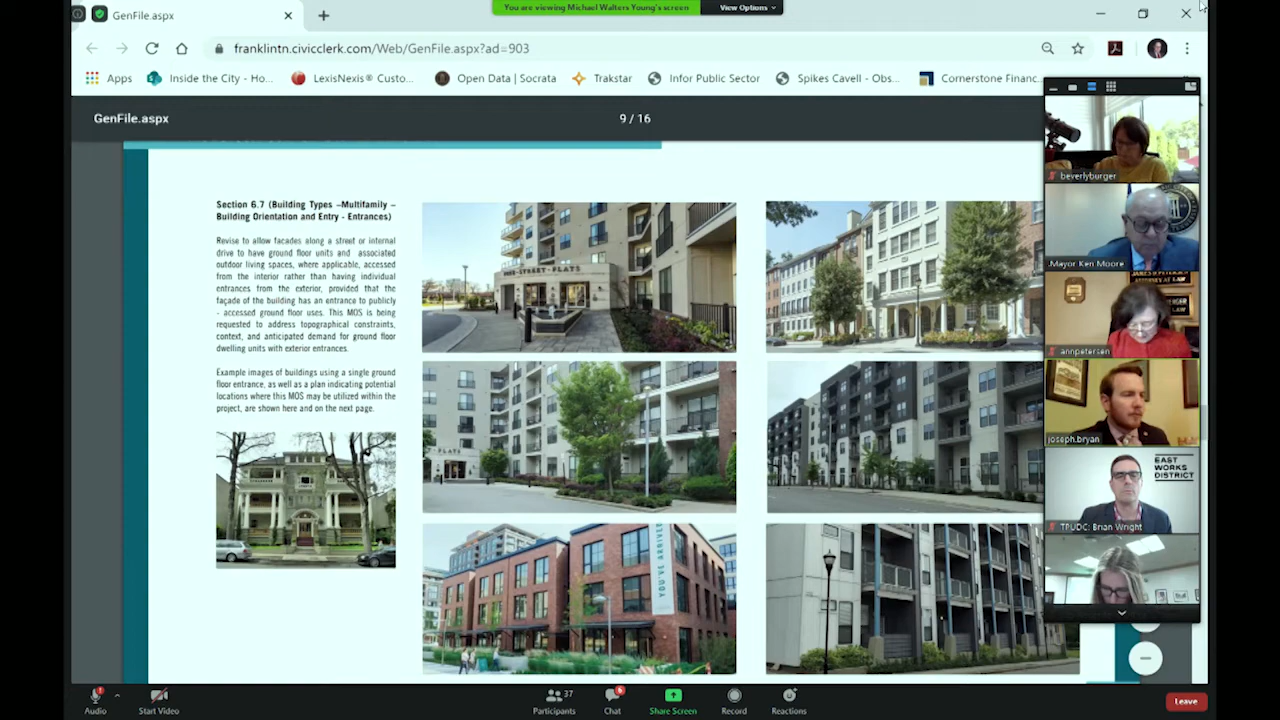 You are viewing Michael Walters Young's screen
View Options
GenFile.aspx
franklintn.civicclerk.com/Web/GenFile.aspx?ad=903
Apps
Inside the City - Ho...
LexisNexis® Custo...
Open Data | Socrata
Trakstar
Infor Public Sector
Spikes Cavell - Obs...
Cornerstone Financ...
GenFile.aspx
9 / 16
Section 6.7 (Building Types –Multifamily –
Building Orientation and Entry - Entrances)
Revise to allow facades along a street or internal
drive to have ground floor units and associated
outdoor living spaces, where applicable, accessed
from the interior rather than having individual
entrances from the exterior, provided that the
façade of the building has an entrance to publicly
- accessed ground floor uses. This MOS is being
requested to address topographical constraints,
context, and anticipated demand for ground floor
dwelling units with exterior entrances.
Example images of buildings using a single ground
floor entrance, as well as a plan indicating potential
locations where this MOS may be utilized within the
project, are shown here and on the next page.
FLATS
YOU'VE ARRIVED
beverlyburger
Mayor Ken Moore
annpetersen
joseph.bryan
EAST
WORKS
DISTRICT
TPUDC: Brian Wright
Audio
Start Video
Participants
37
Chat
6
Share Screen
Record
Reactions
Leave